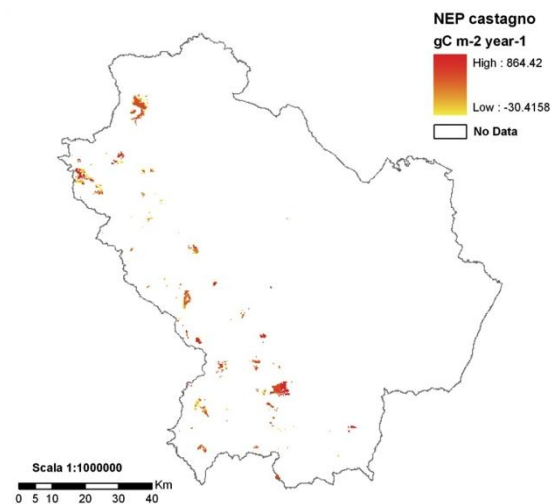 NEP castagno
gC m-2 year-1
High : 864.42
Low : -30.4158
No Data
Scala 1:1000000
0 5 10 20 30 40 Km